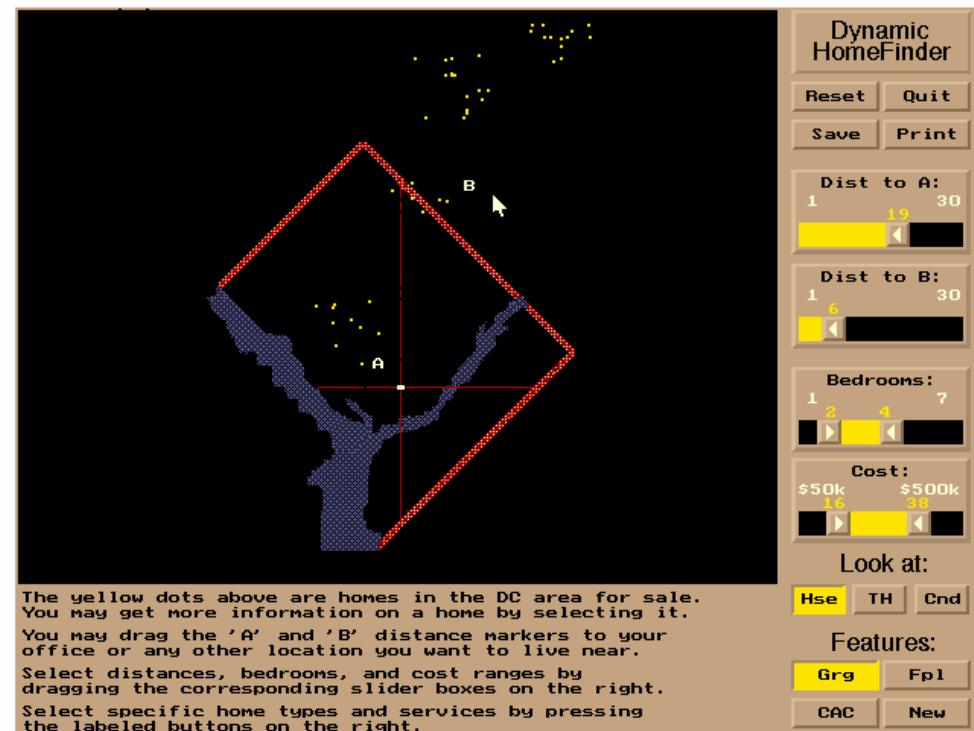 Dynamic
HomeFinder
Reset Quit
Save Print
Dist to A:
1 30
19
Dist to B:
1 30
6
Bedrooms:
1 7
2 4
Cost:
$50k $500k
16 38
Look at:
Hse TH Cnd
Features:
Grg Fpl
CAC New
B
A
The yellow dots above are homes in the DC area for sale.
You may get more information on a home by selecting it.
You may drag the 'A' and 'B' distance markers to your
office or any other location you want to live near.
Select distances, bedrooms, and cost ranges by
dragging the corresponding slider boxes on the right.
Select specific home types and services by pressing
the labeled buttons on the right.